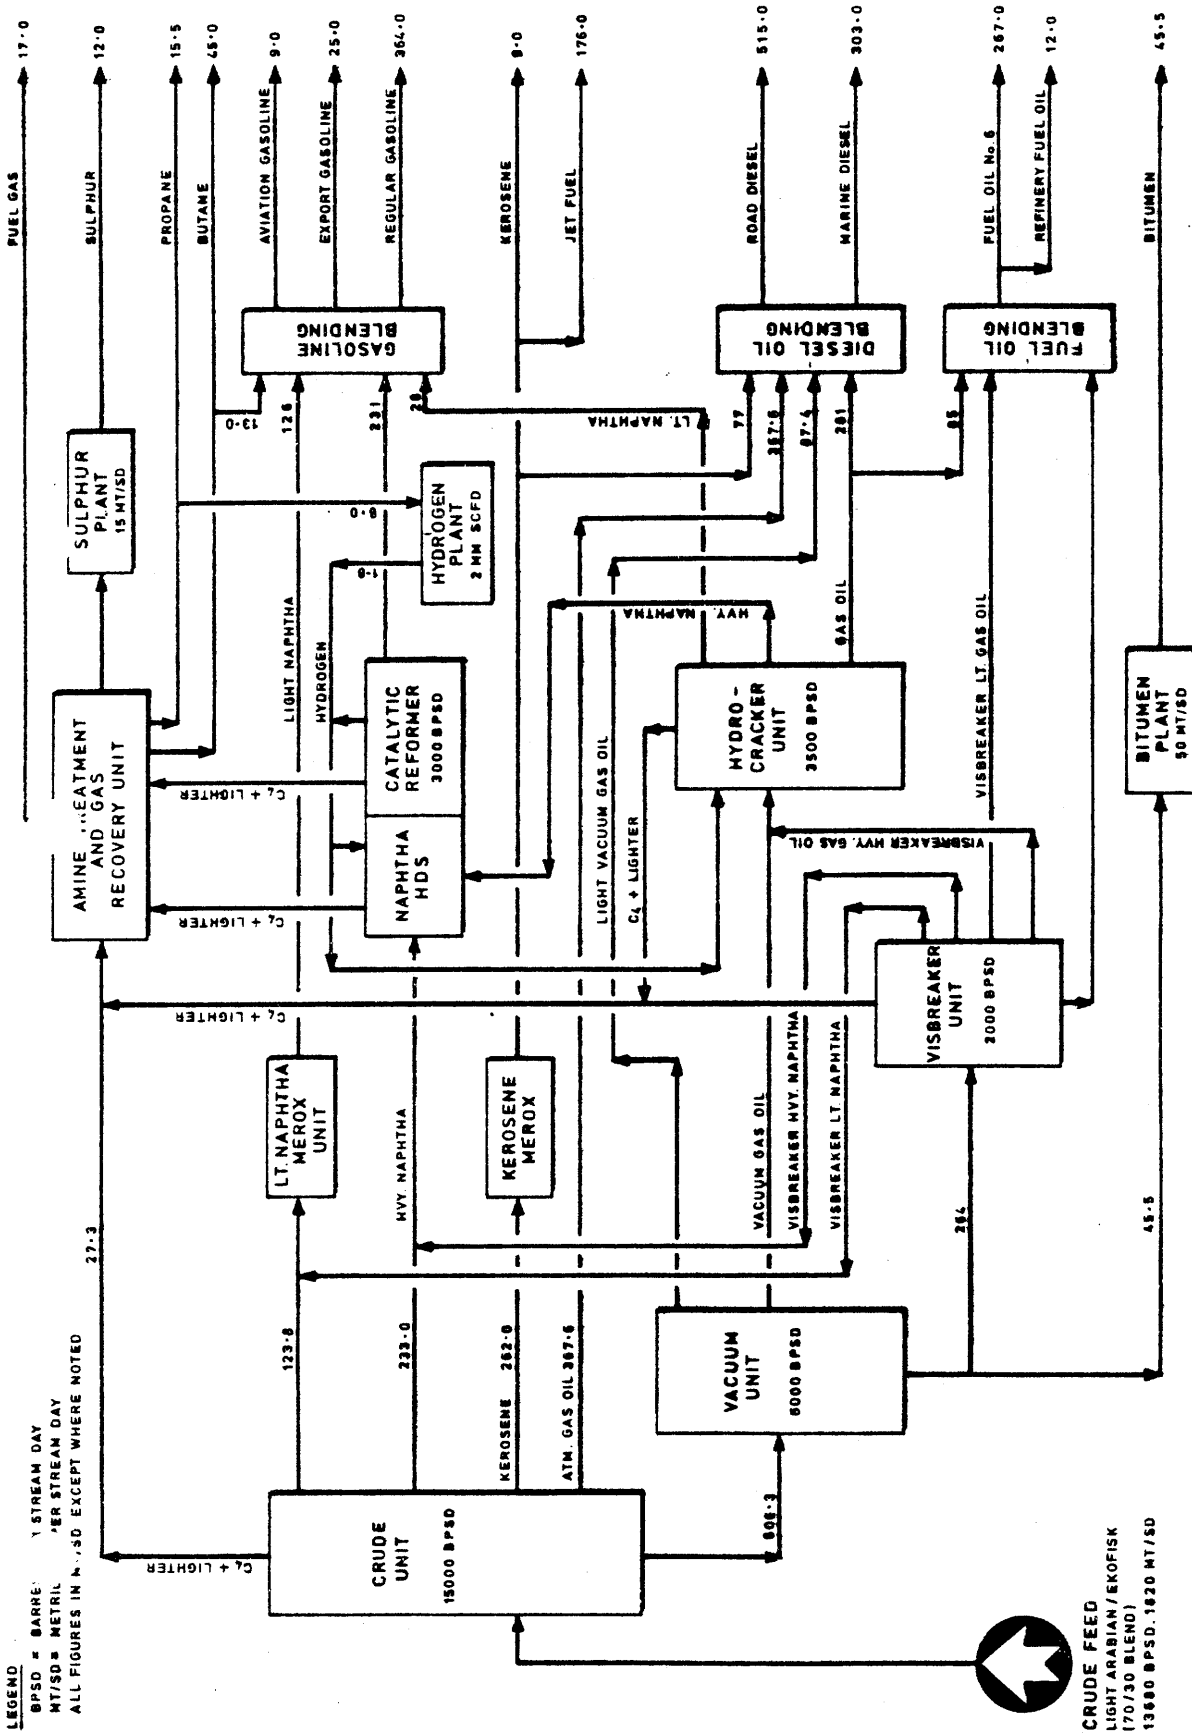 LEGEND
BPSD = BARRE STREAM DAY
MT/SD = METRIC STREAM DAY
ALL FIGURES IN EXCEPT WHERE NOTED
CRUDE FEED
LIGHT ARABIAN / EKOFISK
(70/30 BLEND)
13680 BPSD. 1820 MT/SD
CRUDE
UNIT
15000 BPSD
C4 + LIGHTER
27·3
123·8
233·0
HVY. NAPHTHA
KEROSENE 262·0
ATM. GAS OIL 367·6
806·3
VACUUM
UNIT
6000 BPSD
VACUUM GAS OIL
LIGHT VACUUM GAS OIL
264
45·5
LT. NAPHTHA
MEROX
UNIT
KEROSENE
MEROX
VISBREAKER HVY. NAPHTHA
VISBREAKER LT. NAPHTHA
VISBREAKER
UNIT
2000 BPSD
C4 + LIGHTER
VISBREAKER HVY. GAS OIL
VISBREAKER LT. GAS OIL
AMINE TREATMENT
AND GAS
RECOVERY UNIT
C4 + LIGHTER
C4 + LIGHTER
NAPHTHA
HDS
CATALYTIC
REFORMER
3000 BPSD
LIGHT NAPHTHA
HYDROGEN
C4 + LIGHTER
HYDRO-
CRACKER
UNIT
3500 BPSD
HVY. NAPHTHA
LT. NAPHTHA
GAS OIL
BITUMEN
PLANT
50 MT/SD
SULPHUR
PLANT
15 MT/SD
HYDROGEN
PLANT
2 MM SCFD
1·8
6·0
13·0
126
231
28
77
367·6
87·4
281
85
GASOLINE
BLENDING
DIESEL OIL
BLENDING
FUEL OIL
BLENDING
FUEL GAS 17·0
SULPHUR 12·0
PROPANE 15·5
BUTANE 45·0
AVIATION GASOLINE 9·0
EXPORT GASOLINE 25·0
REGULAR GASOLINE 364·0
KEROSENE 9·0
JET FUEL 176·0
ROAD DIESEL 515·0
MARINE DIESEL 303·0
FUEL OIL No. 6 267·0
REFINERY FUEL OIL 12·0
BITUMEN 45·5